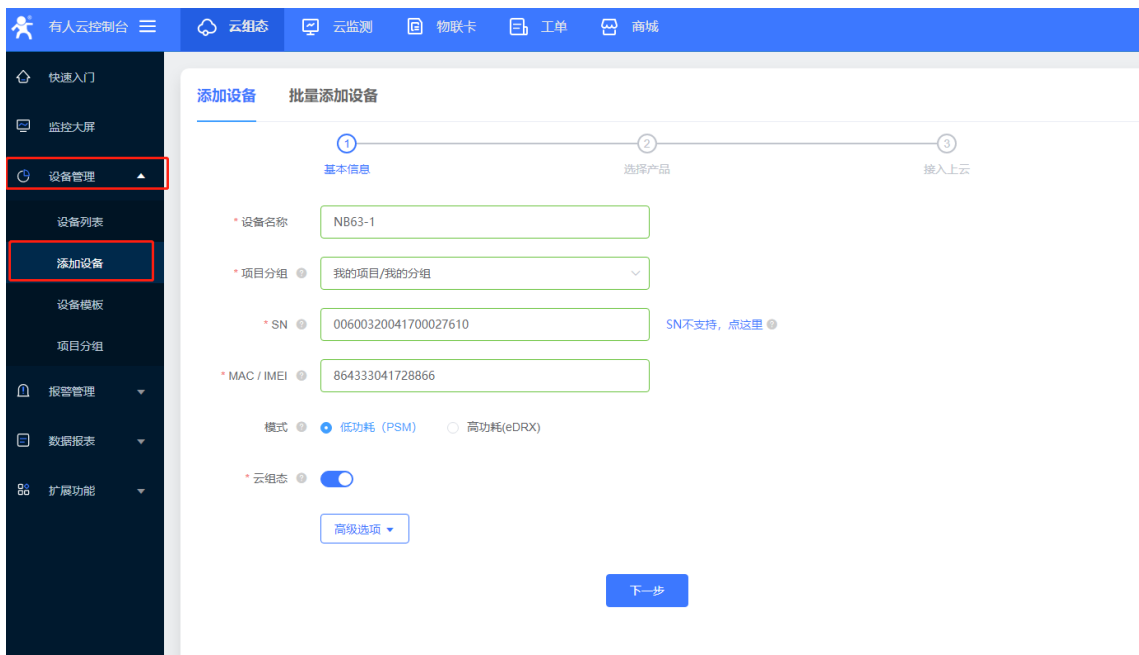 有人云控制台 云组态 云监测 物联卡 工单 商城
快速入门
监控大屏
设备管理
设备列表
添加设备
设备模板
项目分组
报警管理
数据报表
扩展功能
添加设备 批量添加设备
1 2 3
基本信息 选择产品 接入上云
* 设备名称 NB63-1
* 项目分组 ? 我的项目/我的分组
* SN ? 00600320041700027610 SN不支持，点这里 ?
* MAC / IMEI ? 864333041728866
模式 ? 低功耗（PSM） 高功耗(eDRX)
* 云组态 ?
高级选项
下一步